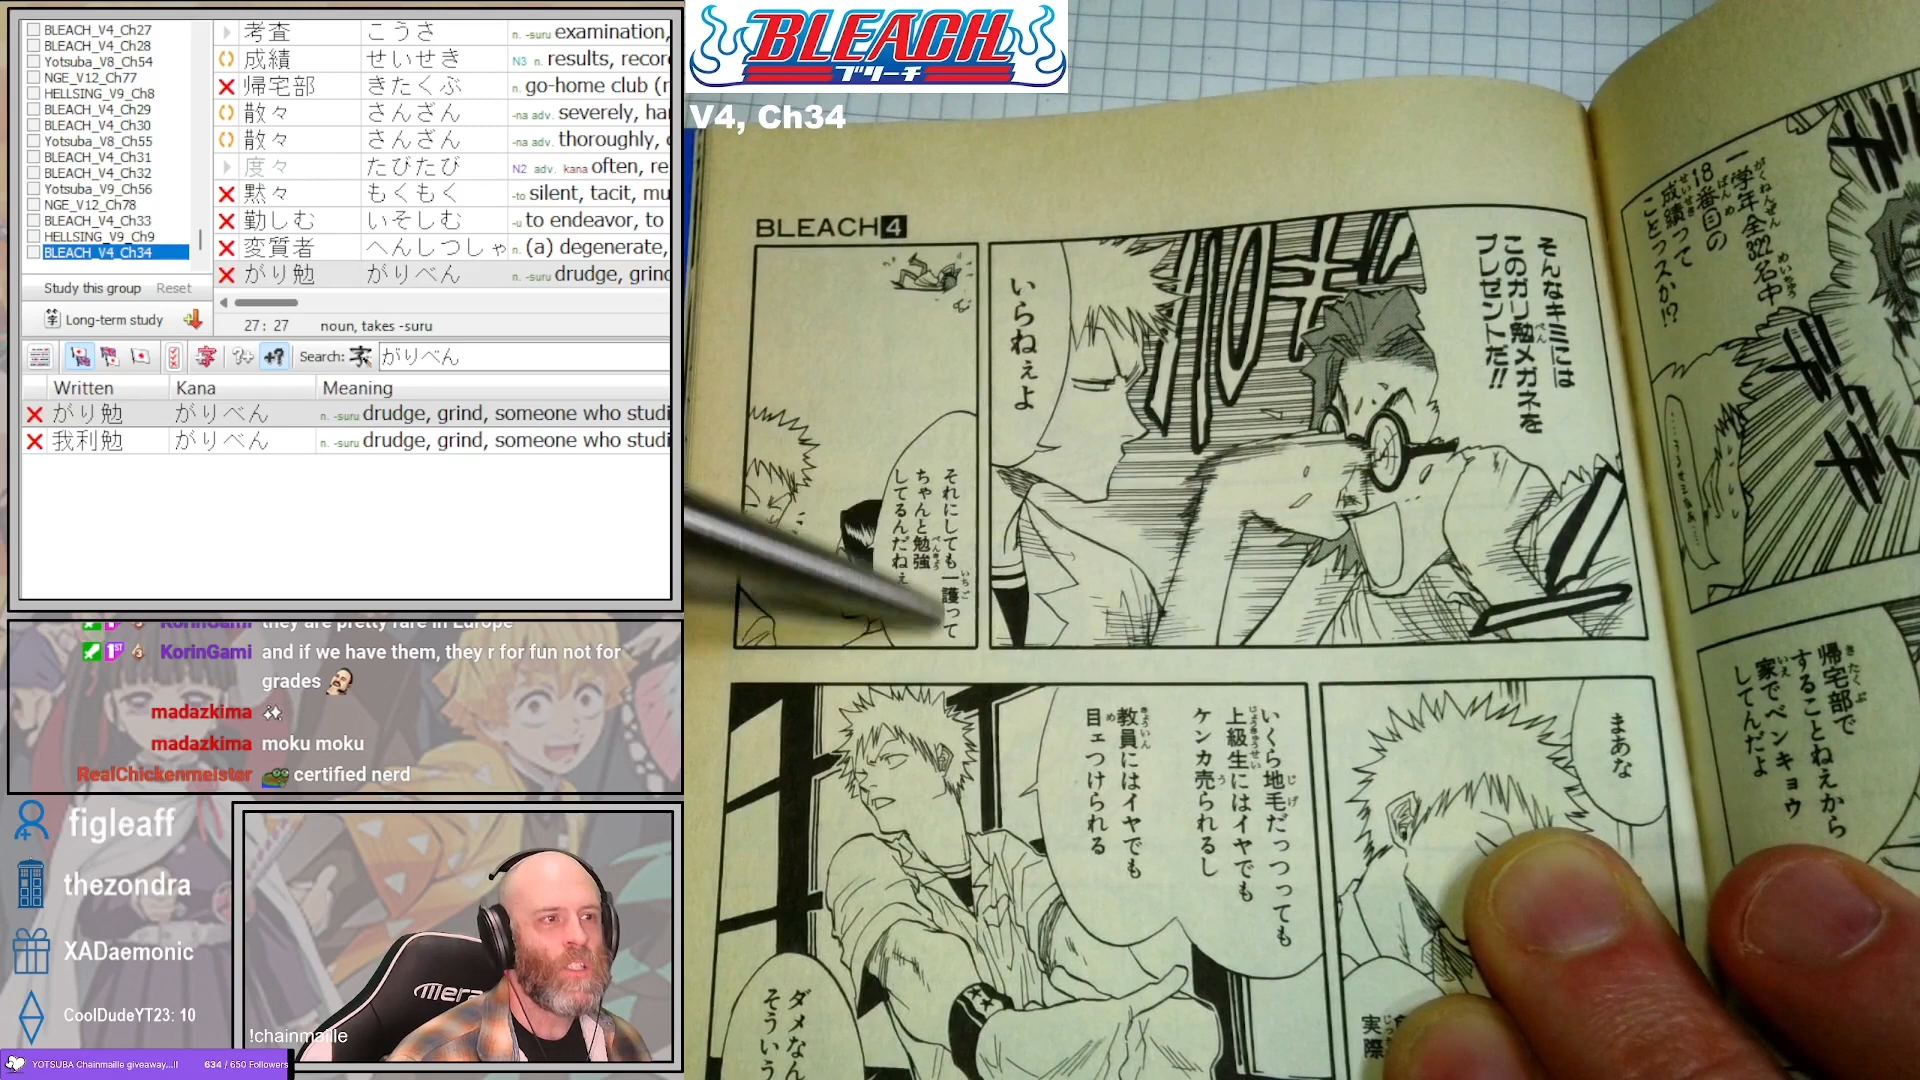 BLEACH_V4_Ch27
BLEACH_V4_Ch28
Yotsuba_V8_Ch54
NGE_V12_Ch77
HELLSING_V9_Ch8
BLEACH_V4_Ch29
BLEACH_V4_Ch30
Yotsuba_V8_Ch55
BLEACH_V4_Ch31
BLEACH_V4_Ch32
Yotsuba_V9_Ch56
NGE_V12_Ch78
BLEACH_V4_Ch33
HELLSING_V9_Ch9
BLEACH_V4_Ch34
Study this group Reset
Long-term study
考査 こうさ n. -suru examination,
成績 せいせき N3 n. results, recor
帰宅部 きたくぶ n. go-home club (r
散々 さんざん -na adv. severely, har
散々 さんざん -na adv. thoroughly, c
度々 たびたび N2 adv. kana often, re
黙々 もくもく -to silent, tacit, mu
勤しむ いそしむ -u to endeavor, to
変質者 へんしつしゃ n. (a) degenerate,
がり勉 がりべん n. -suru drudge, grind
27: 27 noun, takes -suru
Search: がりべん
Written Kana Meaning
がり勉 がりべん n. -suru drudge, grind, someone who studi
我利勉 がりべん n. -suru drudge, grind, someone who studi
KorinGami they are pretty rare in Europe
KorinGami and if we have them, they r for fun not for
grades
madazkima
madazkima moku moku
RealChickenmeister certified nerd
figleaff
thezondra
XADaemonic
CoolDudeYT23: 10
YOTSUBA Chainmaille giveaway...!! 634 / 650 Followers
!chainmaille
BLEACH
ブリーチ
V4, Ch34
BLEACH 4
一学年全322名中
18番目の
成績って
ことっスか!?
そんなキミには
このガリ勉メガネを
プレゼントだ!!
いらねぇよ
それにしても一護って
ちゃんと勉強
してるんだねぇ
帰宅部で
することねえから
家でベンキョウ
してんだよ
まあな
いくら地毛だっつっても
上級生にはイヤでも
ケンカ売られるし
教員にはイヤでも
目ェつけられる
ダメなん
そういう
実際